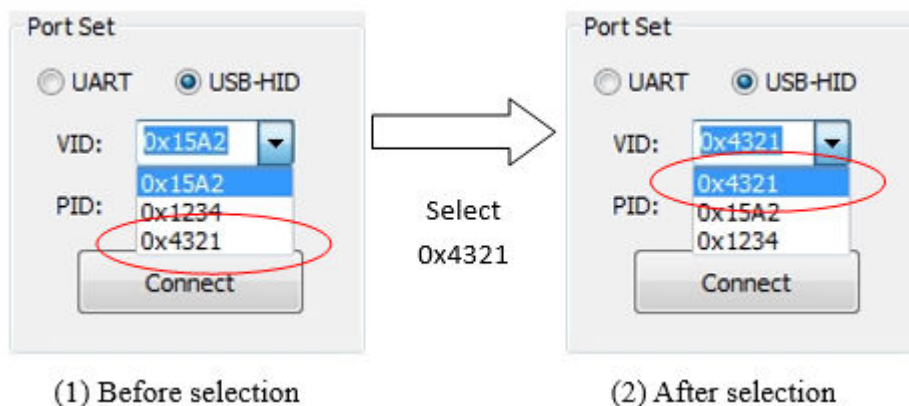 Port Set
UART USB-HID
VID: 0x15A2
0x15A2
PID: 0x1234
0x4321
Connect
(1) Before selection
Select
0x4321
Port Set
UART USB-HID
VID: 0x4321
0x4321
PID: 0x15A2
0x1234
Connect
(2) After selection